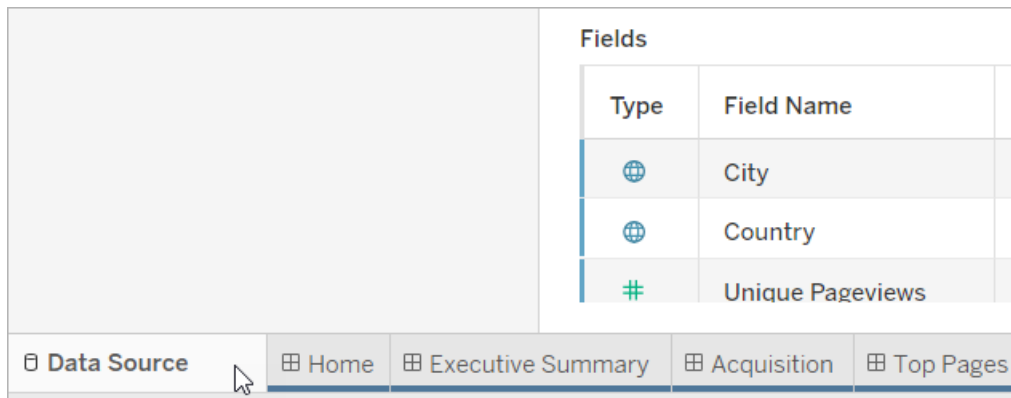 Fields
Type Field Name
City
Country
Unique Pageviews
Data Source Home Executive Summary Acquisition Top Pages